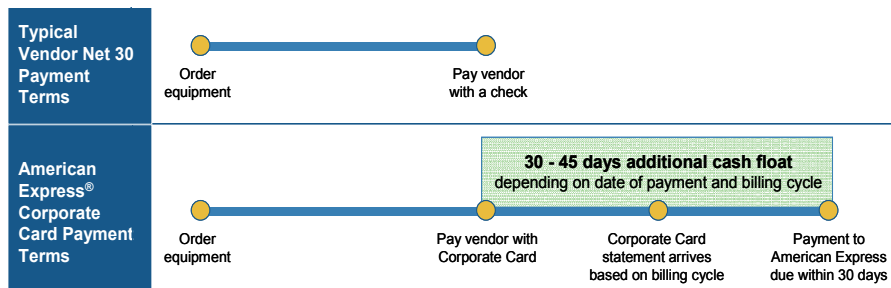 Typical
Vendor Net 30
Payment
Terms
Order
equipment
Pay vendor
with a check
American
Express®
Corporate
Card Payment
Terms
30 - 45 days additional cash float
depending on date of payment and billing cycle
Order
equipment
Pay vendor with
Corporate Card
Corporate Card
statement arrives
based on billing cycle
Payment to
American Express
due within 30 days